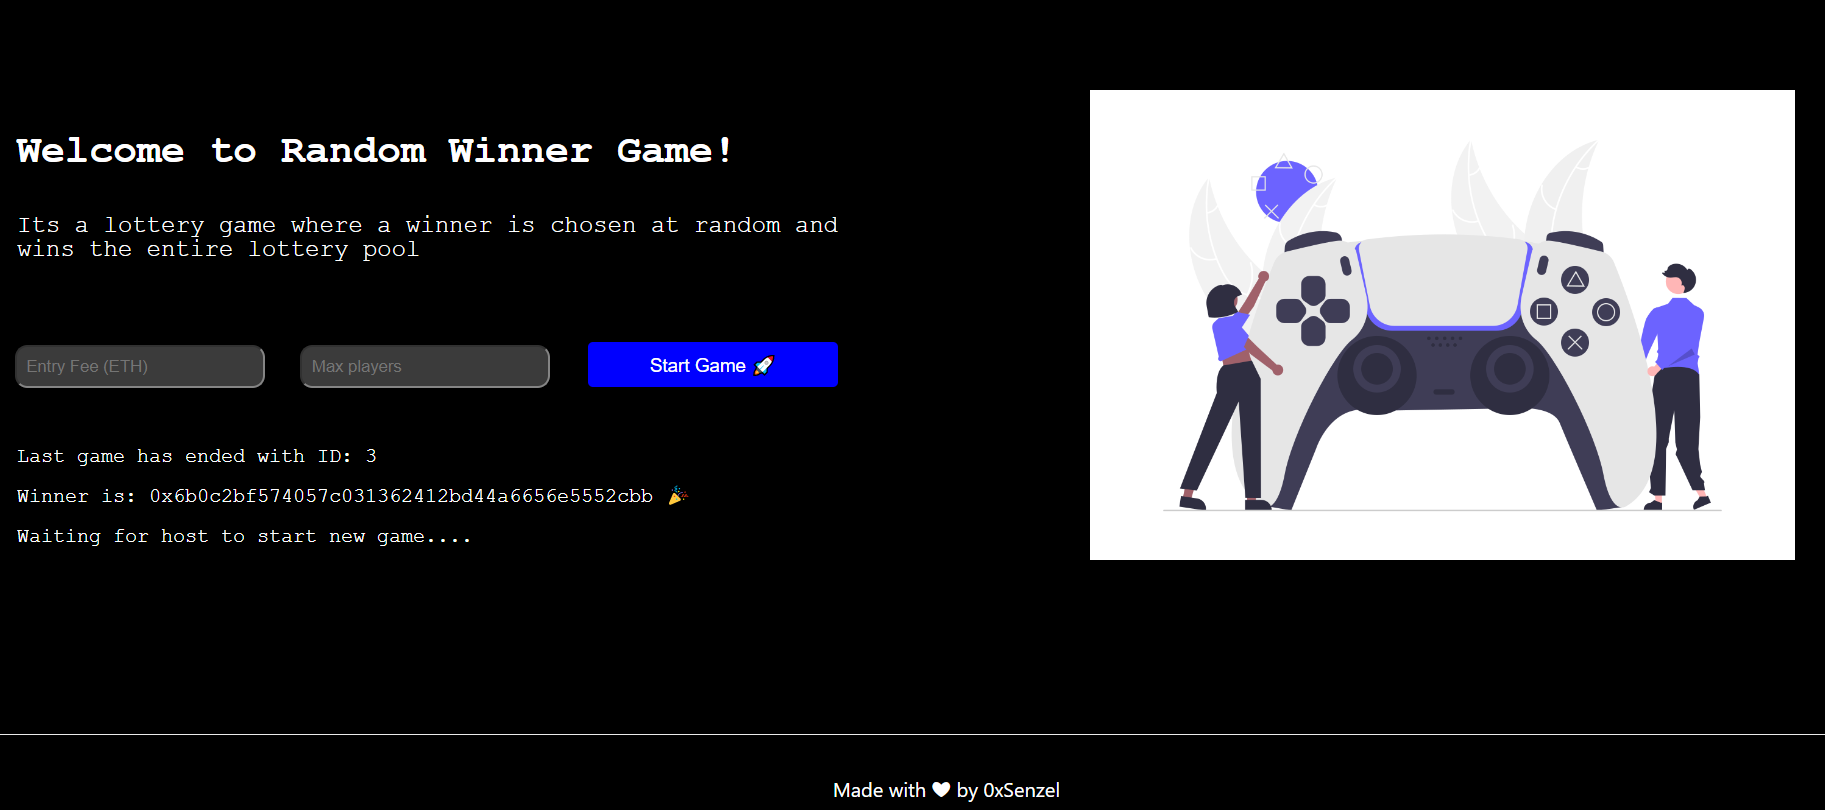 Welcome to Random Winner Game!
Its a lottery game where a winner is chosen at random and
wins the entire lottery pool
Entry Fee (ETH)
Max players
Start Game 🚀
Last game has ended with ID: 3
Winner is: 0x6b0c2bf574057c031362412bd44a6656e5552cbb 🎉
Waiting for host to start new game....
Made with ♥ by 0xSenzel